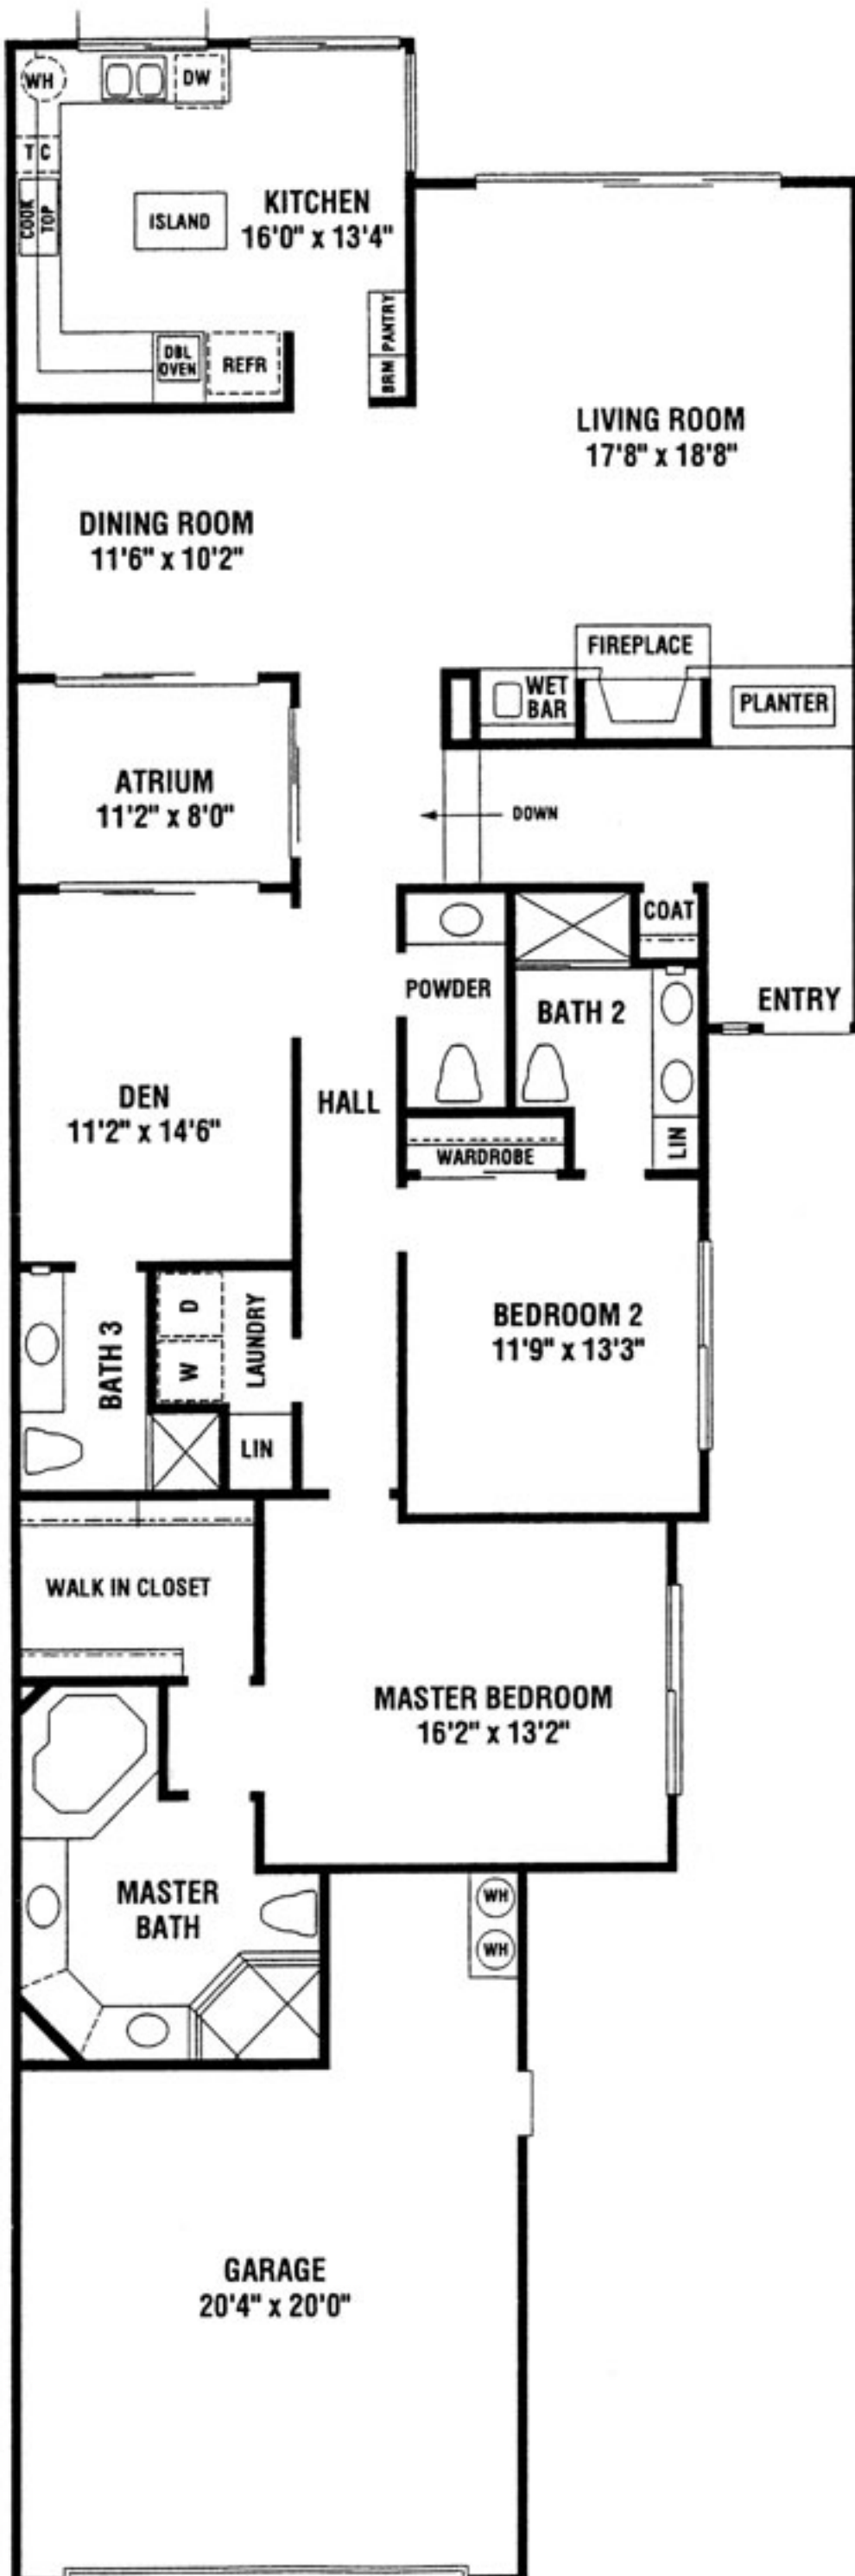 WH
DW
T C
COOK TOP
ISLAND
KITCHEN
16'0" x 13'4"
PANTRY
BRM
DBL
OVEN
REFR
LIVING ROOM
17'8" x 18'8"
DINING ROOM
11'6" x 10'2"
FIREPLACE
WET
BAR
PLANTER
ATRIUM
11'2" x 8'0"
DOWN
COAT
POWDER
BATH 2
ENTRY
DEN
11'2" x 14'6"
HALL
LIN
WARDROBE
BATH 3
D
W
LAUNDRY
LIN
BEDROOM 2
11'9" x 13'3"
WALK IN CLOSET
MASTER BEDROOM
16'2" x 13'2"
MASTER
BATH
WH
WH
GARAGE
20'4" x 20'0"